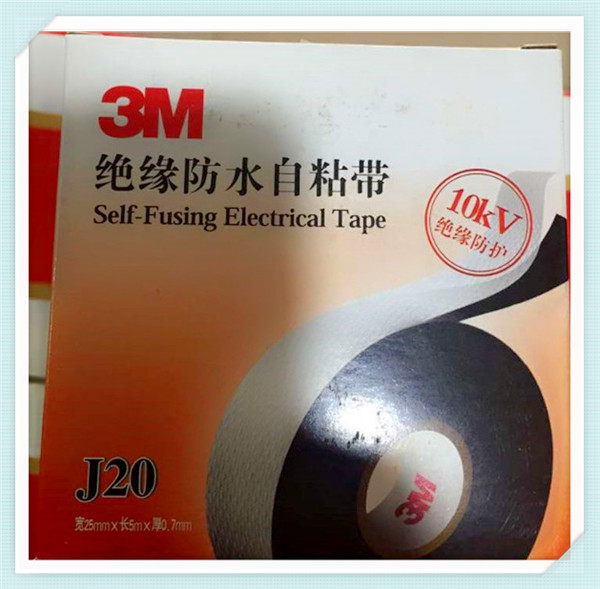 3M
绝缘防水自粘带
Self-Fusing Electrical Tape
10kV
绝缘防护
3M
J20
宽25mm x 长5m x 厚0.7mm